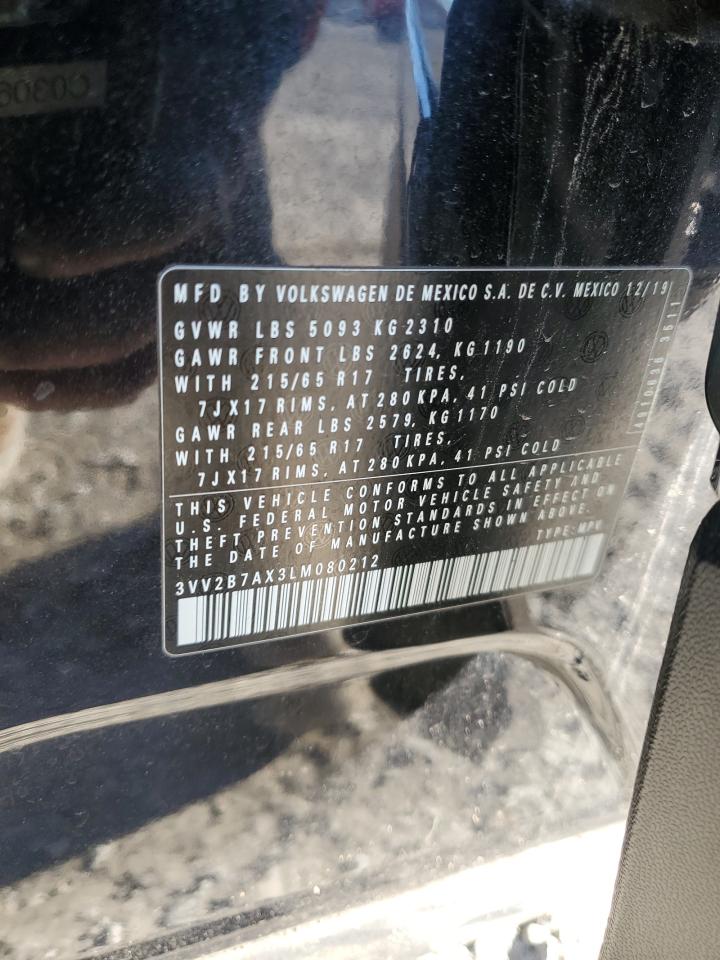 MFD BY VOLKSWAGEN DE MEXICO S.A. DE C.V. MEXICO 12/19
GVWR LBS 5093 KG 2310
GAWR FRONT LBS 2624, KG 1190
WITH 215/65 R17 TIRES,
7JX17 RIMS, AT 280 KPA, 41 PSI COLD
GAWR REAR LBS 2579, KG 1170
WITH 215/65 R17 TIRES,
7JX17 RIMS, AT 280 KPA, 41 PSI COLD
THIS VEHICLE CONFORMS TO ALL APPLICABLE
U.S. FEDERAL MOTOR VEHICLE SAFETY AND
THEFT PREVENTION STANDARDS IN EFFECT ON
THE DATE OF MANUFACTURE SHOWN ABOVE.
TYPE: MPV
3VV2B7AX3LM080212